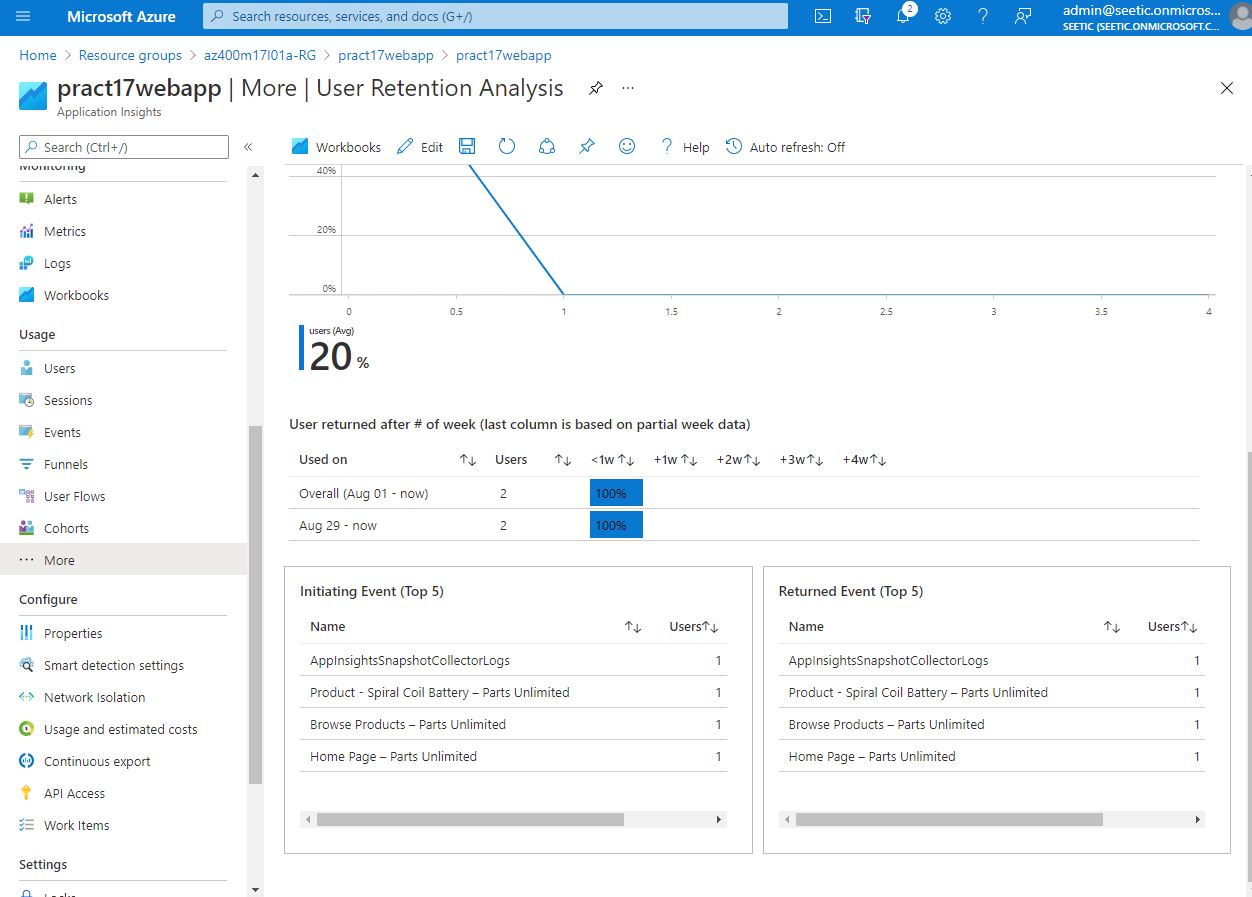 Microsoft Azure
Search resources, services, and docs (G+/)
2
admin@seetic.onmicros...
SEETIC (SEETIC.ONMICROSOFT.C...
Home > Resource groups > az400m17l01a-RG > pract17webapp > pract17webapp
pract17webapp | More | User Retention Analysis
Application Insights
Search (Ctrl+/)
Monitoring
Alerts
Metrics
Logs
Workbooks
Usage
Users
Sessions
Events
Funnels
User Flows
Cohorts
More
Configure
Properties
Smart detection settings
Network Isolation
Usage and estimated costs
Continuous export
API Access
Work Items
Settings
Locks
Workbooks Edit Help Auto refresh: Off
40%
20%
0%
0 0.5 1 1.5 2 2.5 3 3.5 4
users (Avg)
20 %
User returned after # of week (last column is based on partial week data)
Used on Users <1w +1w +2w +3w +4w
Overall (Aug 01 - now) 2 100%
Aug 29 - now 2 100%
Initiating Event (Top 5)
Name Users
AppInsightsSnapshotCollectorLogs 1
Product - Spiral Coil Battery – Parts Unlimited 1
Browse Products – Parts Unlimited 1
Home Page – Parts Unlimited 1
Returned Event (Top 5)
Name Users
AppInsightsSnapshotCollectorLogs 1
Product - Spiral Coil Battery – Parts Unlimited 1
Browse Products – Parts Unlimited 1
Home Page – Parts Unlimited 1